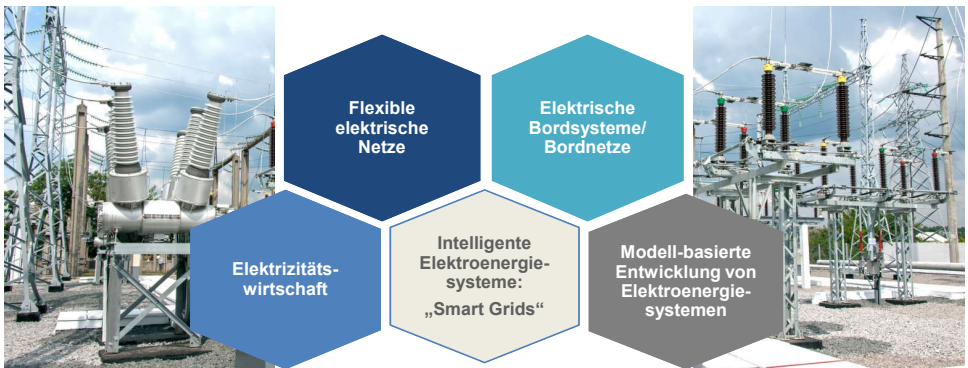 Flexible
elektrische
Netze
Elektrische
Bordsysteme/
Bordnetze
Elektrizitäts-
wirtschaft
Intelligente
Elektroenergie-
systeme:
„Smart Grids“
Modell-basierte
Entwicklung von
Elektroenergie-
systemen